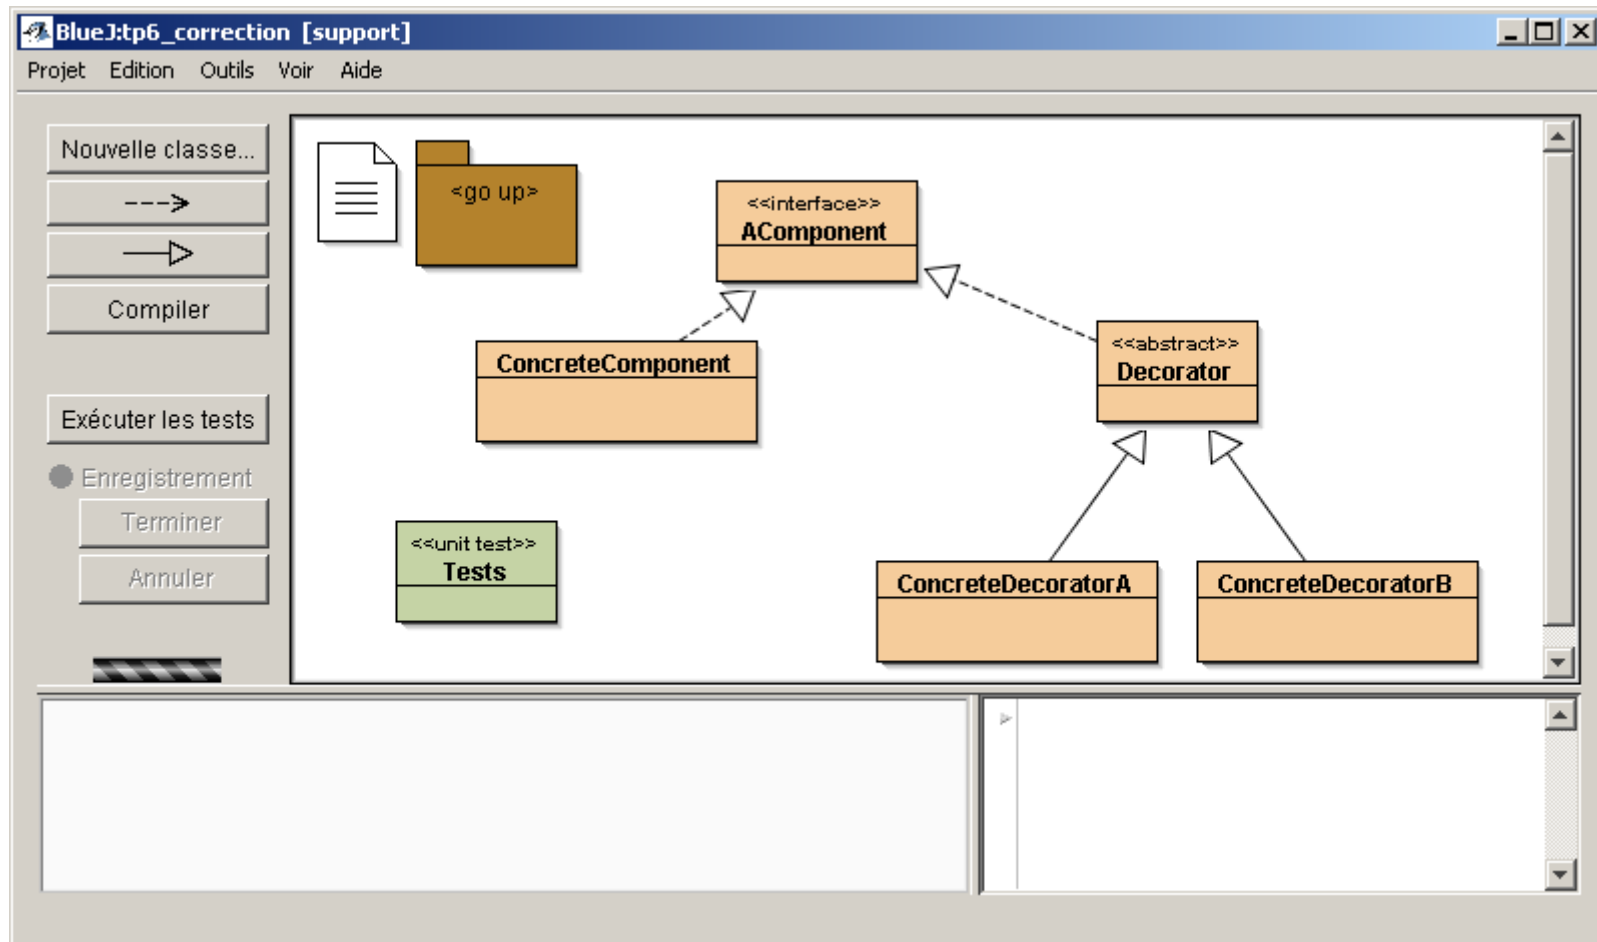 BlueJ:tp6_correction [support]
Projet Edition Outils Voir Aide
Nouvelle classe...
Compiler
Exécuter les tests
Enregistrement
Terminer
Annuler
<go up>
<<interface>>
AComponent
ConcreteComponent
<<abstract>>
Decorator
<<unit test>>
Tests
ConcreteDecoratorA
ConcreteDecoratorB